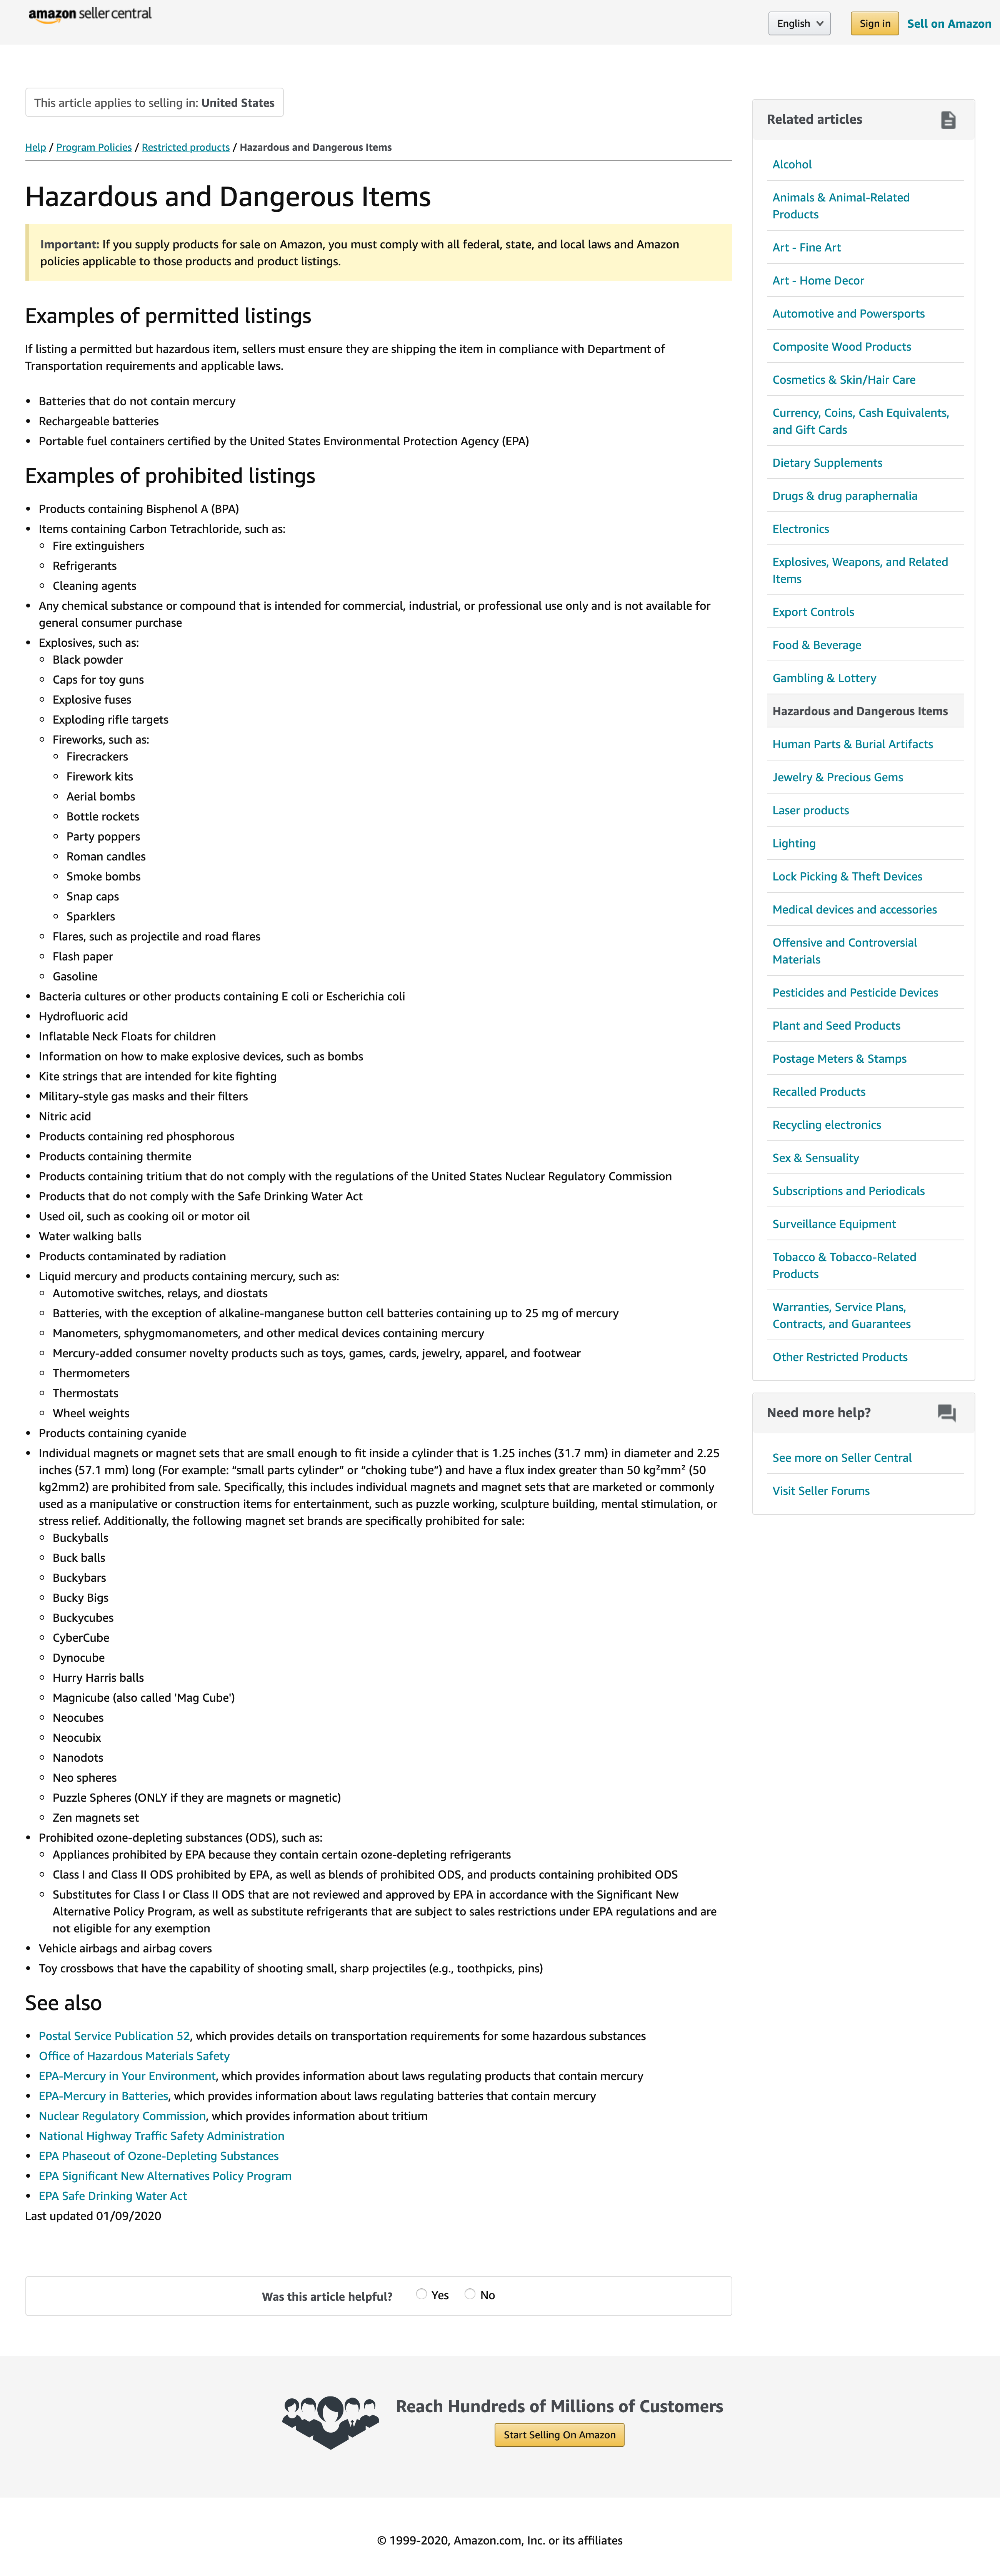 amazon seller central
English
Sign in
Sell on Amazon
This article applies to selling in: United States
Help / Program Policies / Restricted products / Hazardous and Dangerous Items
Hazardous and Dangerous Items
Important: If you supply products for sale on Amazon, you must comply with all federal, state, and local laws and Amazon
policies applicable to those products and product listings.
Examples of permitted listings
If listing a permitted but hazardous item, sellers must ensure they are shipping the item in compliance with Department of
Transportation requirements and applicable laws.
• Batteries that do not contain mercury
• Rechargeable batteries
• Portable fuel containers certified by the United States Environmental Protection Agency (EPA)
Examples of prohibited listings
• Products containing Bisphenol A (BPA)
• Items containing Carbon Tetrachloride, such as:
◦ Fire extinguishers
◦ Refrigerants
◦ Cleaning agents
• Any chemical substance or compound that is intended for commercial, industrial, or professional use only and is not available for
general consumer purchase
• Explosives, such as:
◦ Black powder
◦ Caps for toy guns
◦ Explosive fuses
◦ Exploding rifle targets
◦ Fireworks, such as:
◦ Firecrackers
◦ Firework kits
◦ Aerial bombs
◦ Bottle rockets
◦ Party poppers
◦ Roman candles
◦ Smoke bombs
◦ Snap caps
◦ Sparklers
◦ Flares, such as projectile and road flares
◦ Flash paper
◦ Gasoline
• Bacteria cultures or other products containing E coli or Escherichia coli
• Hydrofluoric acid
• Inflatable Neck Floats for children
• Information on how to make explosive devices, such as bombs
• Kite strings that are intended for kite fighting
• Military-style gas masks and their filters
• Nitric acid
• Products containing red phosphorous
• Products containing thermite
• Products containing tritium that do not comply with the regulations of the United States Nuclear Regulatory Commission
• Products that do not comply with the Safe Drinking Water Act
• Used oil, such as cooking oil or motor oil
• Water walking balls
• Products contaminated by radiation
• Liquid mercury and products containing mercury, such as:
◦ Automotive switches, relays, and diostats
◦ Batteries, with the exception of alkaline-manganese button cell batteries containing up to 25 mg of mercury
◦ Manometers, sphygmomanometers, and other medical devices containing mercury
◦ Mercury-added consumer novelty products such as toys, games, cards, jewelry, apparel, and footwear
◦ Thermometers
◦ Thermostats
◦ Wheel weights
• Products containing cyanide
• Individual magnets or magnet sets that are small enough to fit inside a cylinder that is 1.25 inches (31.7 mm) in diameter and 2.25
inches (57.1 mm) long (For example: “small parts cylinder” or “choking tube”) and have a flux index greater than 50 kg²mm² (50
kg2mm2) are prohibited from sale. Specifically, this includes individual magnets and magnet sets that are marketed or commonly
used as a manipulative or construction items for entertainment, such as puzzle working, sculpture building, mental stimulation, or
stress relief. Additionally, the following magnet set brands are specifically prohibited for sale:
◦ Buckyballs
◦ Buck balls
◦ Buckybars
◦ Bucky Bigs
◦ Buckycubes
◦ CyberCube
◦ Dynocube
◦ Hurry Harris balls
◦ Magnicube (also called 'Mag Cube')
◦ Neocubes
◦ Neocubix
◦ Nanodots
◦ Neo spheres
◦ Puzzle Spheres (ONLY if they are magnets or magnetic)
◦ Zen magnets set
• Prohibited ozone-depleting substances (ODS), such as:
◦ Appliances prohibited by EPA because they contain certain ozone-depleting refrigerants
◦ Class I and Class II ODS prohibited by EPA, as well as blends of prohibited ODS, and products containing prohibited ODS
◦ Substitutes for Class I or Class II ODS that are not reviewed and approved by EPA in accordance with the Significant New
Alternative Policy Program, as well as substitute refrigerants that are subject to sales restrictions under EPA regulations and are
not eligible for any exemption
• Vehicle airbags and airbag covers
• Toy crossbows that have the capability of shooting small, sharp projectiles (e.g., toothpicks, pins)
See also
• Postal Service Publication 52, which provides details on transportation requirements for some hazardous substances
• Office of Hazardous Materials Safety
• EPA-Mercury in Your Environment, which provides information about laws regulating products that contain mercury
• EPA-Mercury in Batteries, which provides information about laws regulating batteries that contain mercury
• Nuclear Regulatory Commission, which provides information about tritium
• National Highway Traffic Safety Administration
• EPA Phaseout of Ozone-Depleting Substances
• EPA Significant New Alternatives Policy Program
• EPA Safe Drinking Water Act
Last updated 01/09/2020
Was this article helpful? Yes No
Related articles
Alcohol
Animals & Animal-Related
Products
Art - Fine Art
Art - Home Decor
Automotive and Powersports
Composite Wood Products
Cosmetics & Skin/Hair Care
Currency, Coins, Cash Equivalents,
and Gift Cards
Dietary Supplements
Drugs & drug paraphernalia
Electronics
Explosives, Weapons, and Related
Items
Export Controls
Food & Beverage
Gambling & Lottery
Hazardous and Dangerous Items
Human Parts & Burial Artifacts
Jewelry & Precious Gems
Laser products
Lighting
Lock Picking & Theft Devices
Medical devices and accessories
Offensive and Controversial
Materials
Pesticides and Pesticide Devices
Plant and Seed Products
Postage Meters & Stamps
Recalled Products
Recycling electronics
Sex & Sensuality
Subscriptions and Periodicals
Surveillance Equipment
Tobacco & Tobacco-Related
Products
Warranties, Service Plans,
Contracts, and Guarantees
Other Restricted Products
Need more help?
See more on Seller Central
Visit Seller Forums
Reach Hundreds of Millions of Customers
Start Selling On Amazon
© 1999-2020, Amazon.com, Inc. or its affiliates